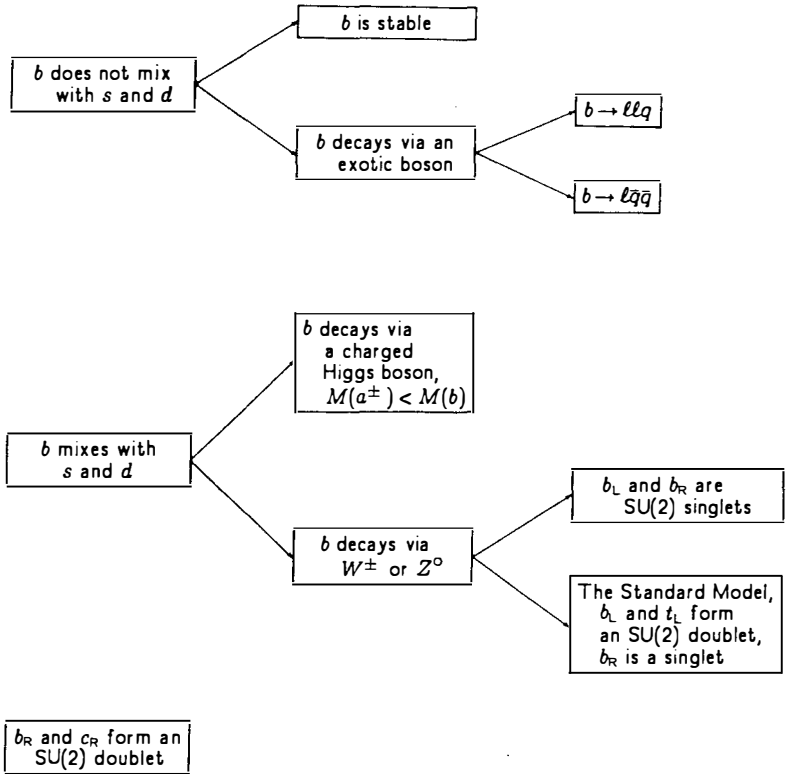 b is stable
b does not mix
with s and d
b decays via an
exotic boson
b → ℓℓq
b → ℓq̄q̄
b decays via
a charged
Higgs boson,
M(a±) < M(b)
b mixes with
s and d
b decays via
W± or Z°
b_L and b_R are
SU(2) singlets
The Standard Model,
b_L and t_L form
an SU(2) doublet,
b_R is a singlet
b_R and c_R form an
SU(2) doublet